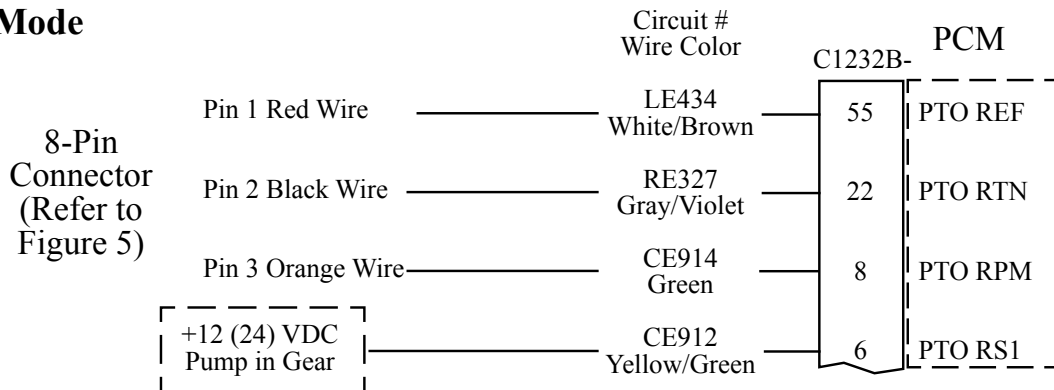 Mode
Circuit #
Wire Color
C1232B-
PCM
8-Pin
Connector
(Refer to
Figure 5)
Pin 1 Red Wire
LE434
White/Brown
55
PTO REF
Pin 2 Black Wire
RE327
Gray/Violet
22
PTO RTN
Pin 3 Orange Wire
CE914
Green
8
PTO RPM
+12 (24) VDC
Pump in Gear
CE912
Yellow/Green
6
PTO RS1